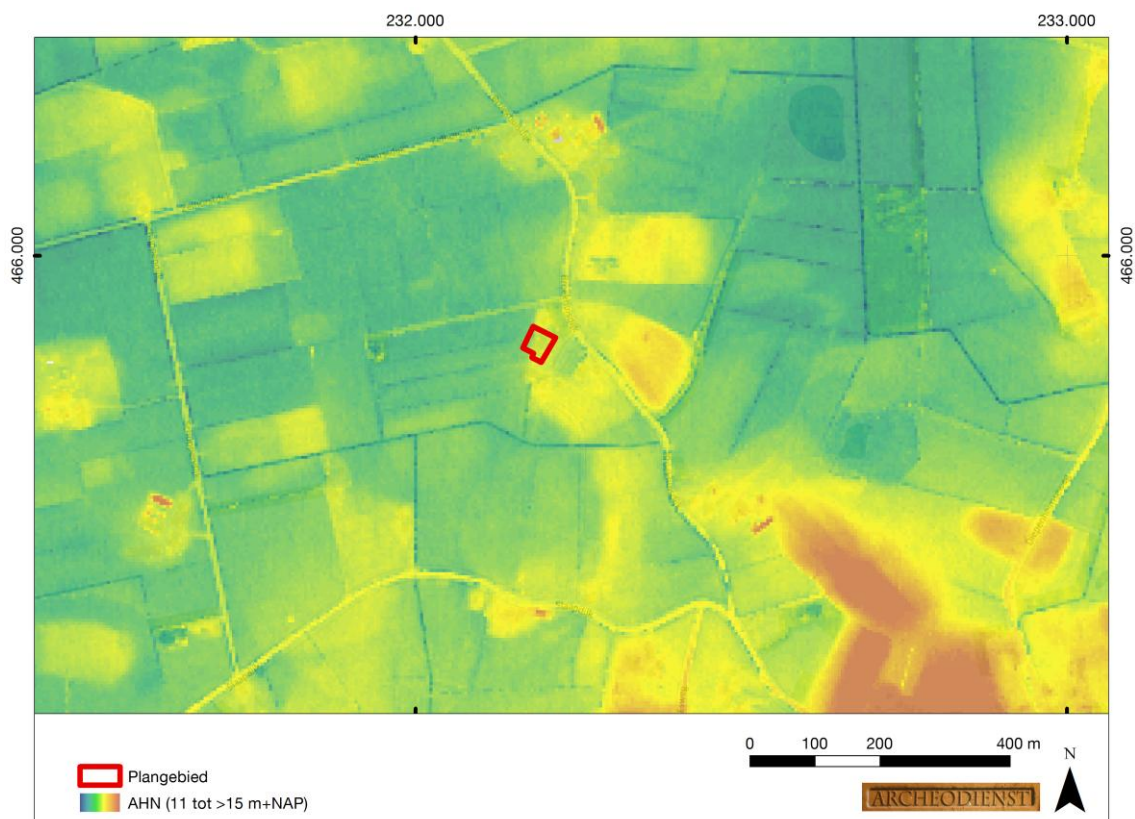 232.000
233.000
466.000
466.000
0 100 200 400 m
N
Plangebied
AHN (11 tot >15 m+NAP)
ARCHEODIENST